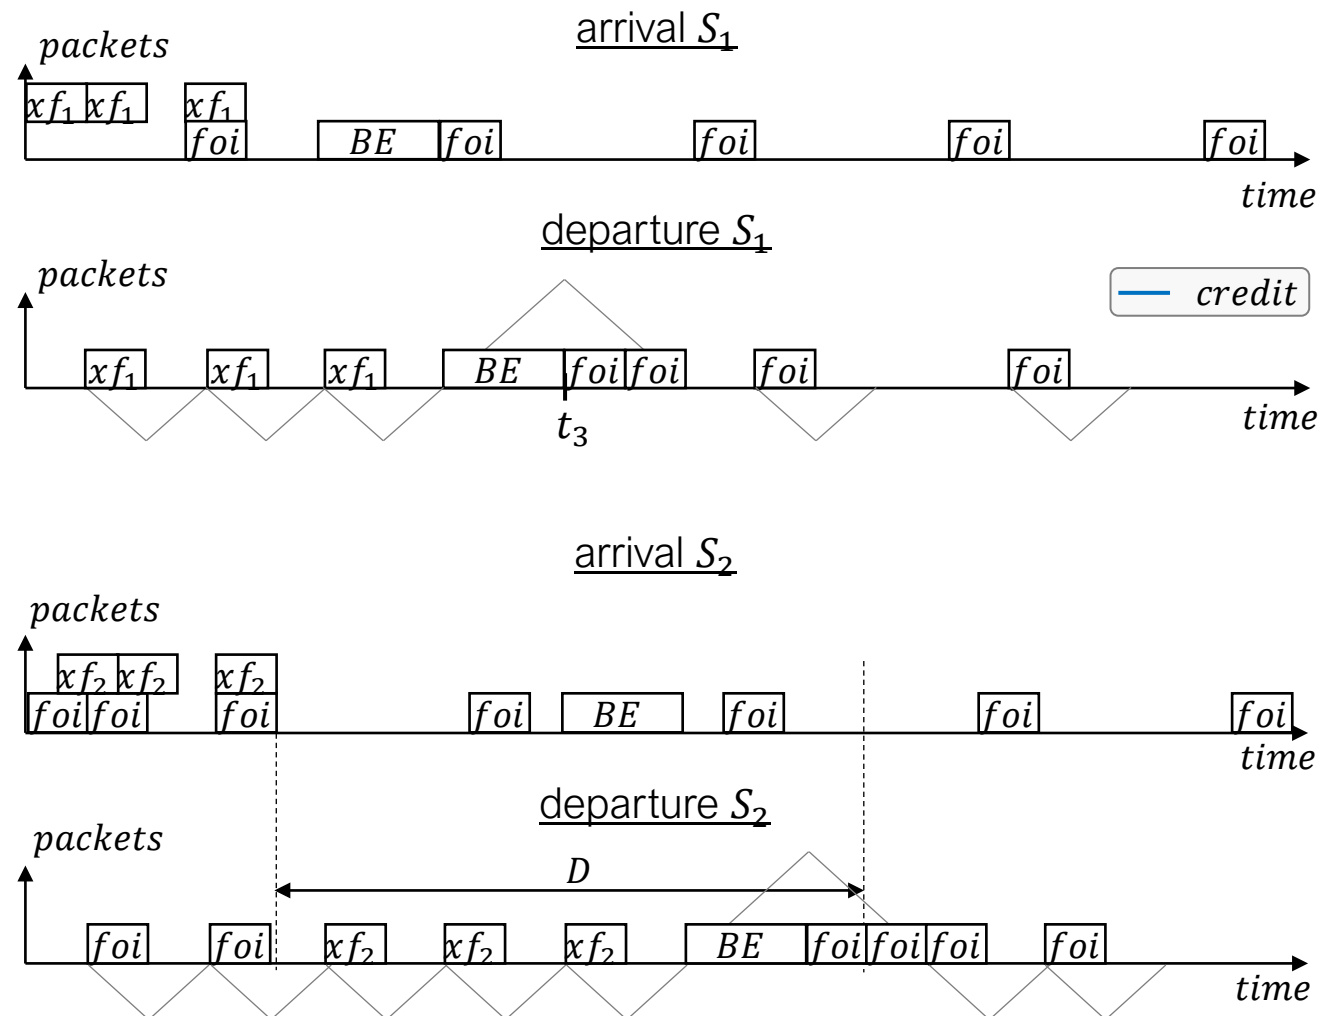 arrival S₁
packets
xf₁ xf₁ xf₁
foi BE foi foi foi foi
time
departure S₁
packets
credit
xf₁ xf₁ xf₁ BE foi foi foi foi
time
t₃
arrival S₂
packets
xf₂ xf₂ xf₂
foi foi foi foi BE foi foi foi
time
departure S₂
packets
D
foi foi xf₂ xf₂ xf₂ BE foi foi foi foi
time